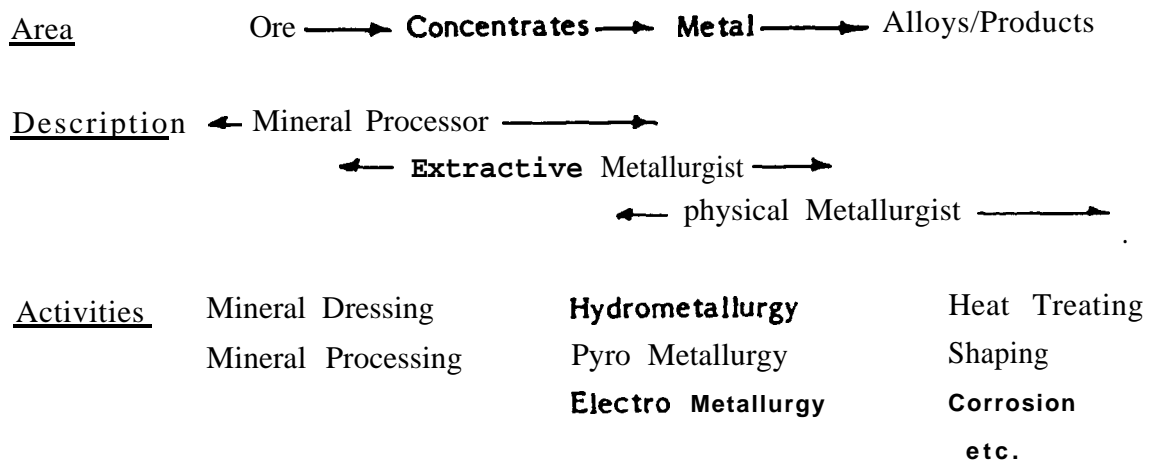 Area Ore Concentrates Metal Alloys/Products
Description Mineral Processor
Extractive Metallurgist
physical Metallurgist
.
Activities Mineral Dressing Hydrometallurgy Heat Treating
Mineral Processing Pyro Metallurgy Shaping
Electro Metallurgy Corrosion
etc.